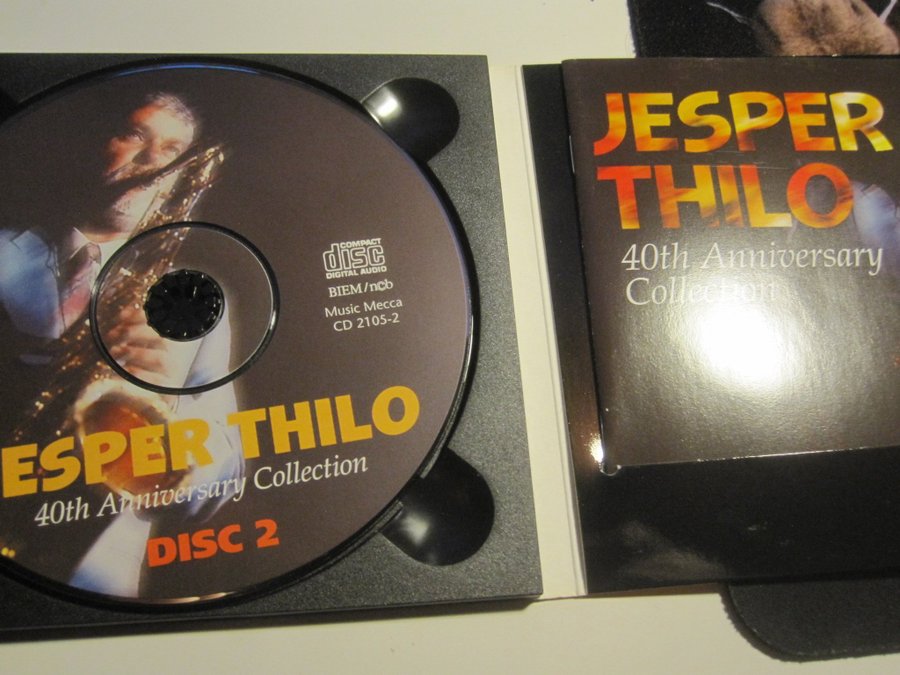 COMPACT
disc
DIGITAL AUDIO
BIEM/ncb
Music Mecca
CD 2105-2
JESPER THILO
40th Anniversary Collection
DISC 2
JESPER
THILO
40th Anniversary
Collection